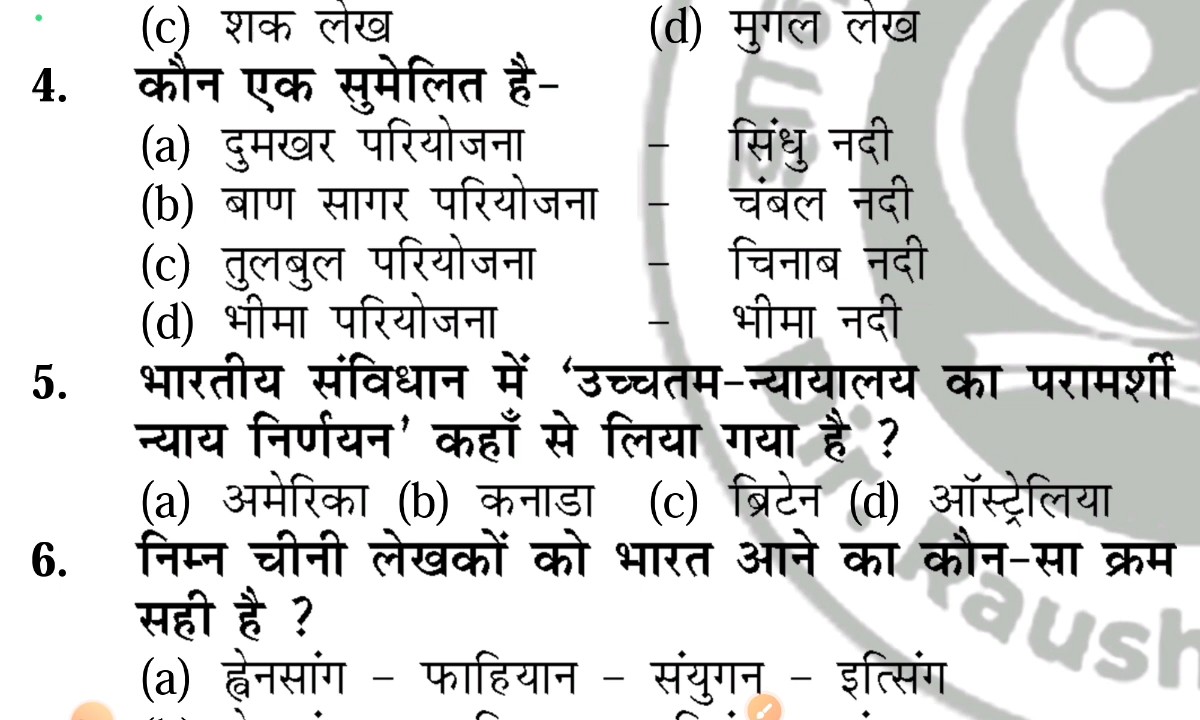 (c) शक लेख (d) मुगल लेख
4. कौन एक सुमेलित है-
(a) दुमखर परियोजना – सिंधु नदी
(b) बाण सागर परियोजना – चंबल नदी
(c) तुलबुल परियोजना – चिनाब नदी
(d) भीमा परियोजना – भीमा नदी
5. भारतीय संविधान में ‘उच्चतम-न्यायालय का परामर्शी
न्याय निर्णयन’ कहाँ से लिया गया है ?
(a) अमेरिका (b) कनाडा (c) ब्रिटेन (d) ऑस्ट्रेलिया
6. निम्न चीनी लेखकों को भारत आने का कौन-सा क्रम
सही है ?
(a) ह्वेनसांग – फाहियान – संयुगन – इत्सिंग
Dr. Raush